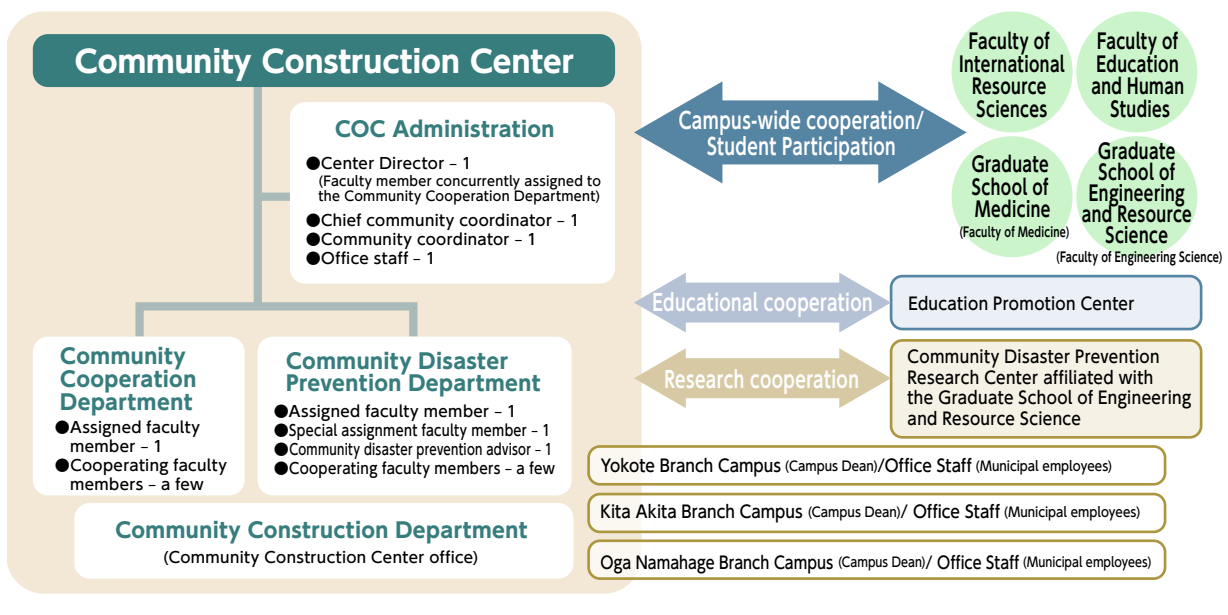 Community Construction Center
COC Administration
●Center Director – 1
(Faculty member concurrently assigned to
the Community Cooperation Department)
●Chief community coordinator – 1
●Community coordinator – 1
●Office staff – 1
Community
Cooperation
Department
●Assigned faculty
member – 1
●Cooperating faculty
members – a few
Community Disaster
Prevention Department
●Assigned faculty member – 1
●Special assignment faculty member – 1
●Community disaster prevention advisor – 1
●Cooperating faculty members – a few
Community Construction Department
(Community Construction Center office)
Campus-wide cooperation/
Student Participation
Faculty of
International
Resource
Sciences
Faculty of
Education
and Human
Studies
Graduate
School of
Medicine
(Faculty of Medicine)
Graduate
School of
Engineering
and Resource
Science
(Faculty of Engineering Science)
Educational cooperation
Education Promotion Center
Research cooperation
Community Disaster Prevention
Research Center affiliated with
the Graduate School of Engineering
and Resource Science
Yokote Branch Campus (Campus Dean)/Office Staff (Municipal employees)
Kita Akita Branch Campus (Campus Dean)/ Office Staff (Municipal employees)
Oga Namahage Branch Campus (Campus Dean)/ Office Staff (Municipal employees)